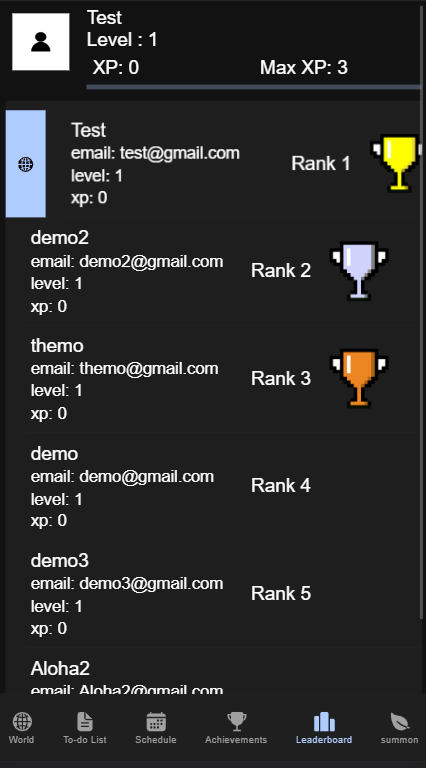 Test
Level : 1
XP: 0 Max XP: 3
Test
email: test@gmail.com
level: 1
xp: 0
Rank 1
demo2
email: demo2@gmail.com
level: 1
xp: 0
Rank 2
themo
email: themo@gmail.com
level: 1
xp: 0
Rank 3
demo
email: demo@gmail.com
level: 1
xp: 0
Rank 4
demo3
email: demo3@gmail.com
level: 1
xp: 0
Rank 5
Aloha2
email: Aloha2@gmail.com
World To-do List Schedule Achievements Leaderboard summon